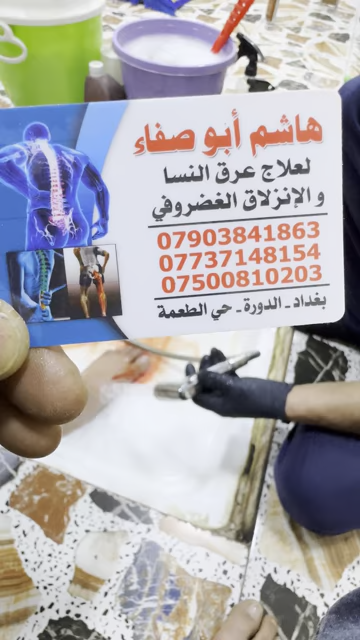 هاشم أبو صفاء
لعلاج عرق النسا
و الإنزلاق الغضروفي
07903841863
07737148154
07500810203
بغداد - الدورة - حي الطعمة